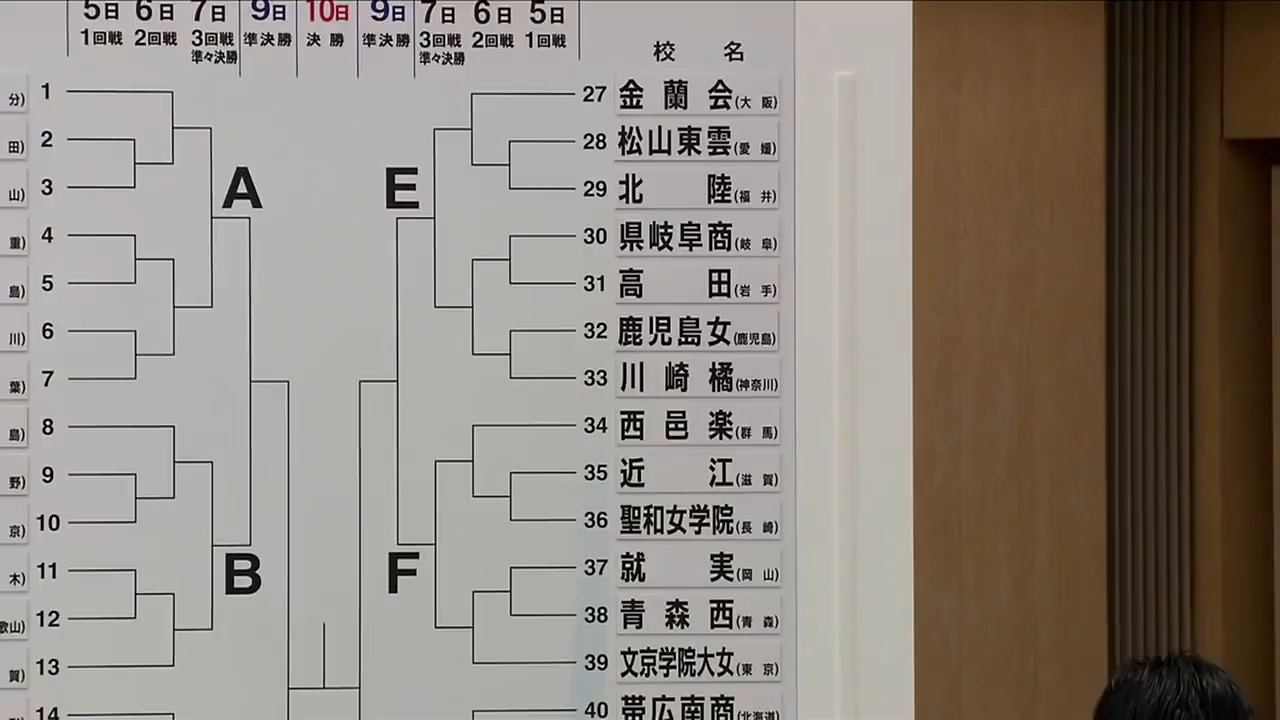 5日 6日 7日 9日 10日 9日 7日 6日 5日
1回戦 2回戦 3回戦 準決勝 決勝 準決勝 3回戦 2回戦 1回戦
準々決勝 準々決勝
校名
分) 1
田) 2
山) 3
重) 4
島) 5
川) 6
葉) 7
島) 8
野) 9
京) 10
木) 11
歌山) 12
賀) 13
14
A
B
E
F
27 金蘭会(大阪)
28 松山東雲(愛媛)
29 北陸(福井)
30 県岐阜商(岐阜)
31 高田(岩手)
32 鹿児島女(鹿児島)
33 川崎橘(神奈川)
34 西邑楽(群馬)
35 近江(滋賀)
36 聖和女学院(長崎)
37 就実(岡山)
38 青森西(青森)
39 文京学院大女(東京)
40 帯広南商(北海道)